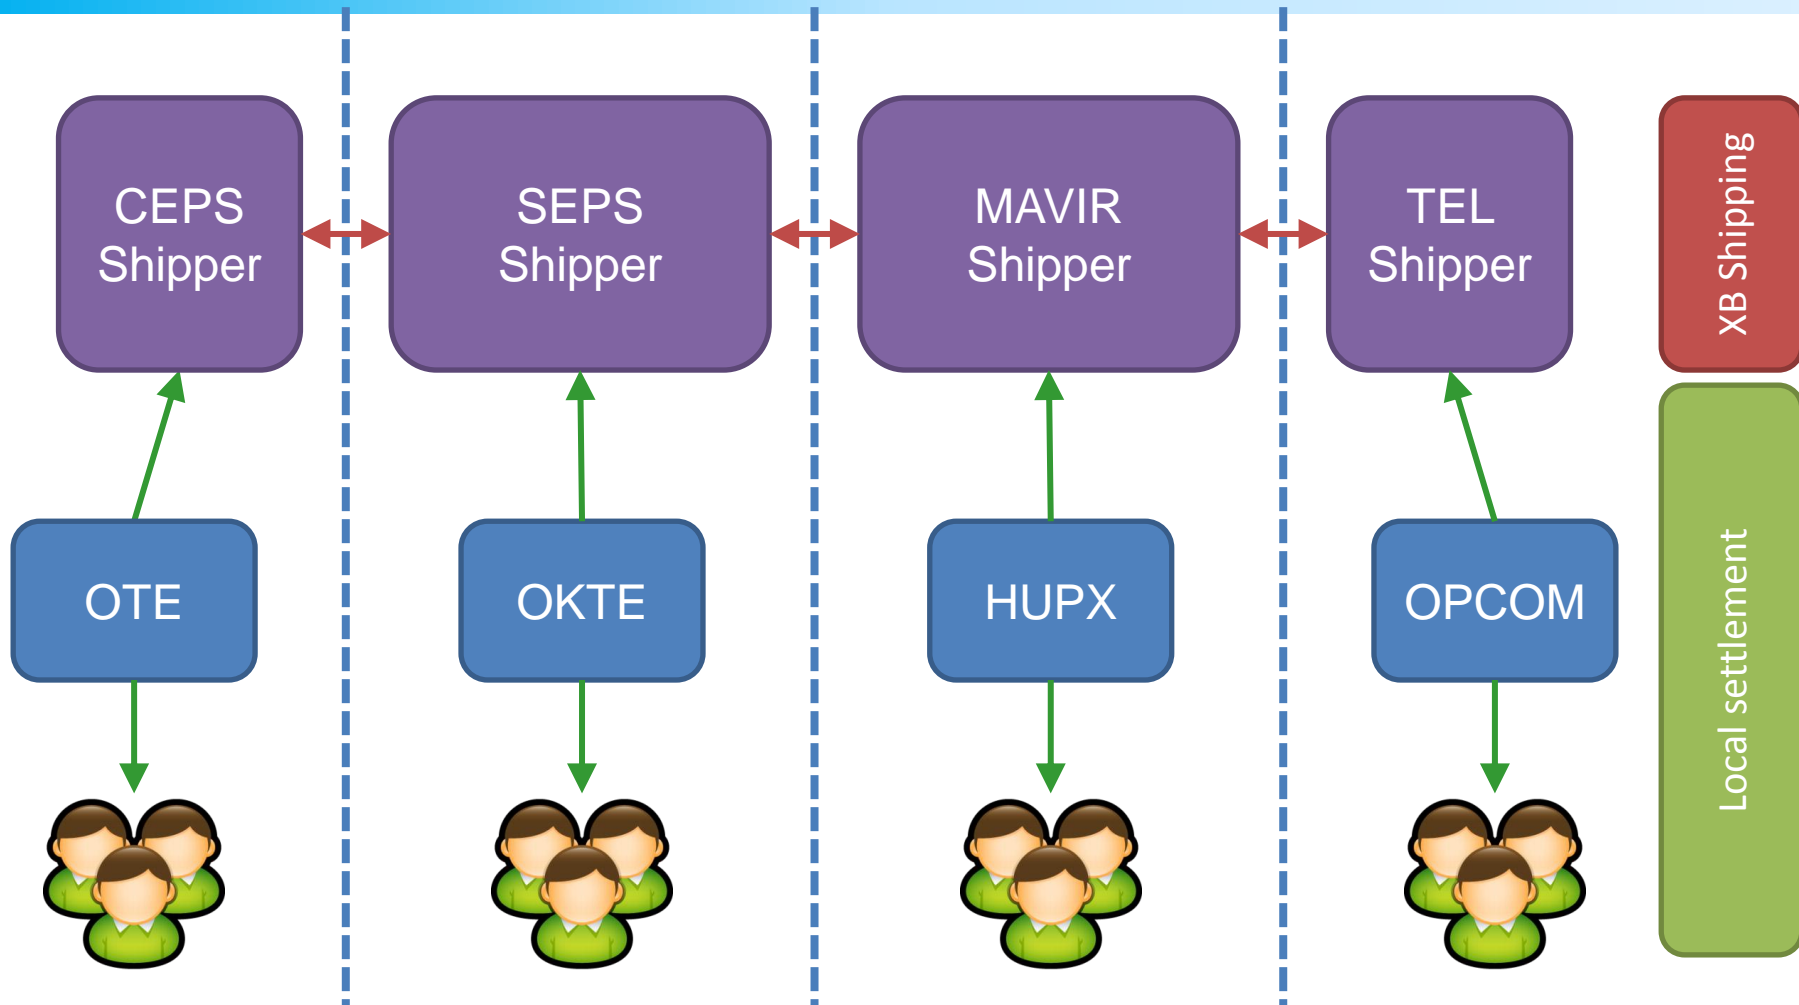 CEPS
Shipper
SEPS
Shipper
MAVIR
Shipper
TEL
Shipper
XB Shipping
OTE
OKTE
HUPX
OPCOM
Local settlement